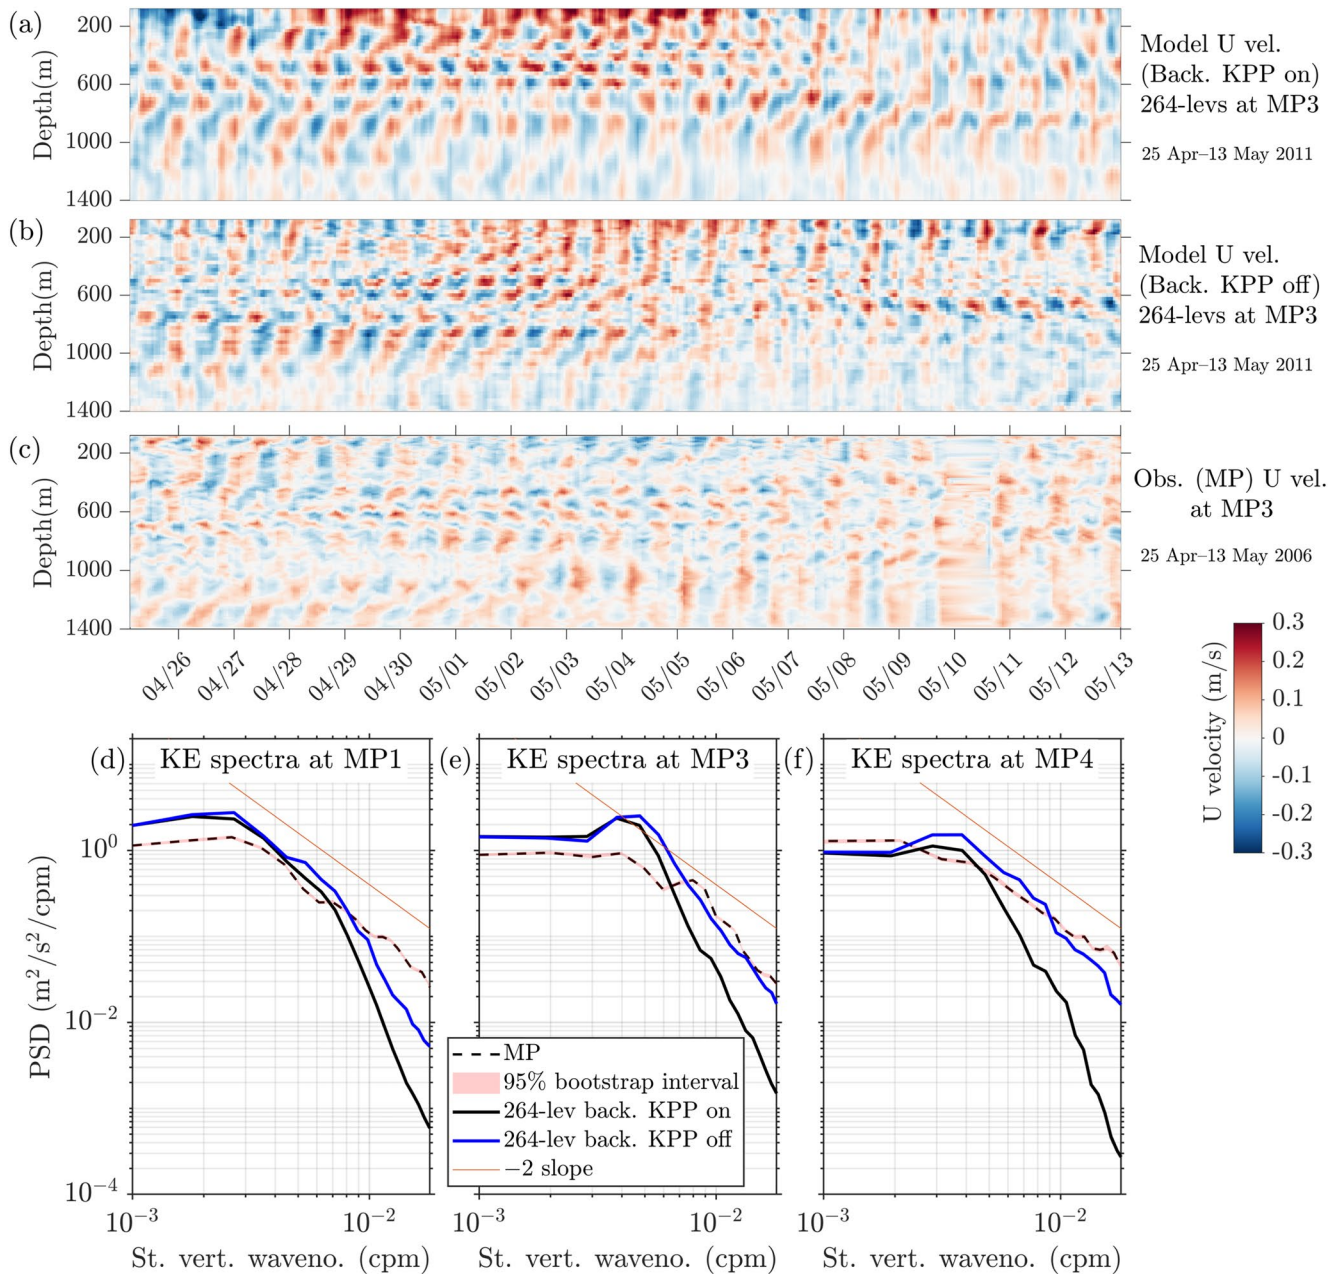 (a)
200
600
1000
1400
Depth(m)
Model U vel.
(Back. KPP on)
264-levs at MP3
25 Apr–13 May 2011
(b)
200
600
1000
1400
Depth(m)
Model U vel.
(Back. KPP off)
264-levs at MP3
25 Apr–13 May 2011
(c)
200
600
1000
1400
Depth(m)
Obs. (MP) U vel.
at MP3
25 Apr–13 May 2006
04/26
04/27
04/28
04/29
04/30
05/01
05/02
05/03
05/04
05/05
05/06
05/07
05/08
05/09
05/10
05/11
05/12
05/13
0.3
0.2
0.1
0
-0.1
-0.2
-0.3
U velocity (m/s)
(d) KE spectra at MP1
(e) KE spectra at MP3
(f) KE spectra at MP4
PSD (m²/s²/cpm)
10⁰
10⁻²
10⁻⁴
MP
95% bootstrap interval
264-lev back. KPP on
264-lev back. KPP off
−2 slope
10⁻³ 10⁻²
10⁻³ 10⁻²
10⁻³ 10⁻²
St. vert. waveno. (cpm)
St. vert. waveno. (cpm)
St. vert. waveno. (cpm)